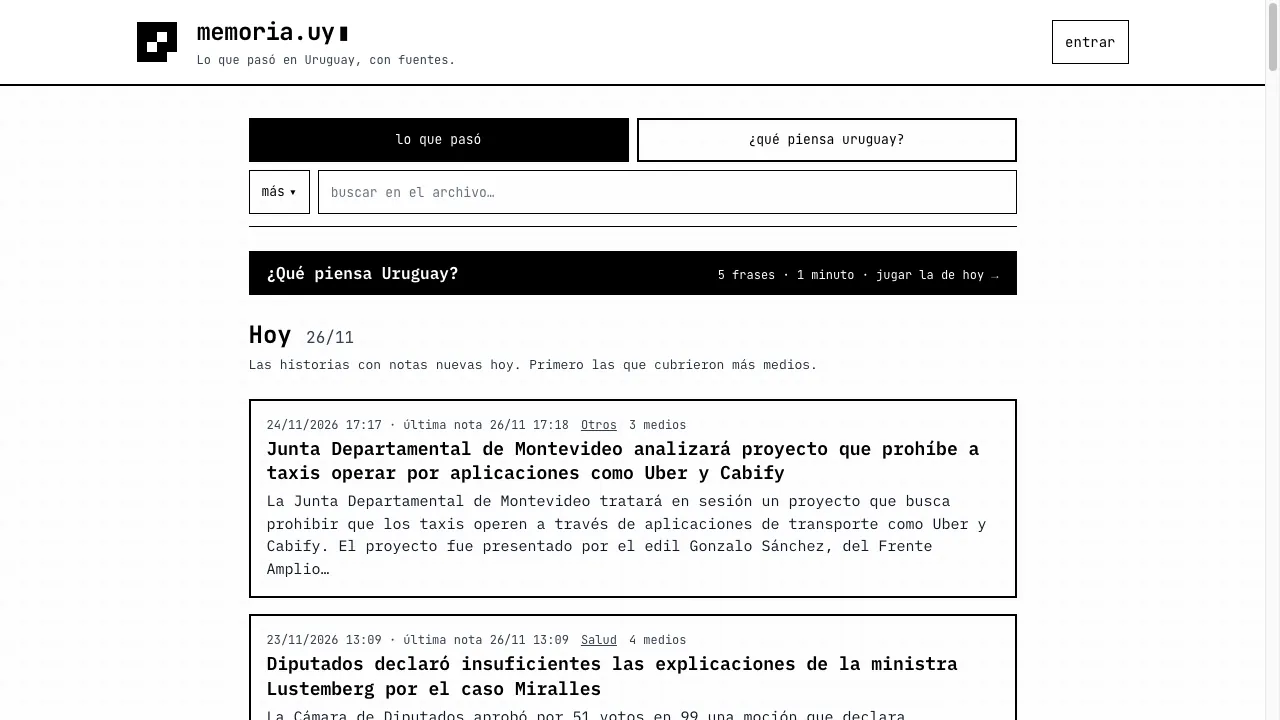 memoria.uy▮
Lo que pasó en Uruguay, con fuentes.
entrar
lo que pasó
¿qué piensa uruguay?
más ▾
buscar en el archivo…
¿Qué piensa Uruguay?
5 frases · 1 minuto · jugar la de hoy →
Hoy 26/11
Las historias con notas nuevas hoy. Primero las que cubrieron más medios.
24/11/2026 17:17 · última nota 26/11 17:18 Otros 3 medios
Junta Departamental de Montevideo analizará proyecto que prohíbe a
taxis operar por aplicaciones como Uber y Cabify
La Junta Departamental de Montevideo tratará en sesión un proyecto que busca
prohibir que los taxis operen a través de aplicaciones de transporte como Uber y
Cabify. El proyecto fue presentado por el edil Gonzalo Sánchez, del Frente
Amplio…
23/11/2026 13:09 · última nota 26/11 13:09 Salud 4 medios
Diputados declaró insuficientes las explicaciones de la ministra
Lustemberg por el caso Miralles
La Cámara de Diputados aprobó por 51 votos en 99 una moción que declara